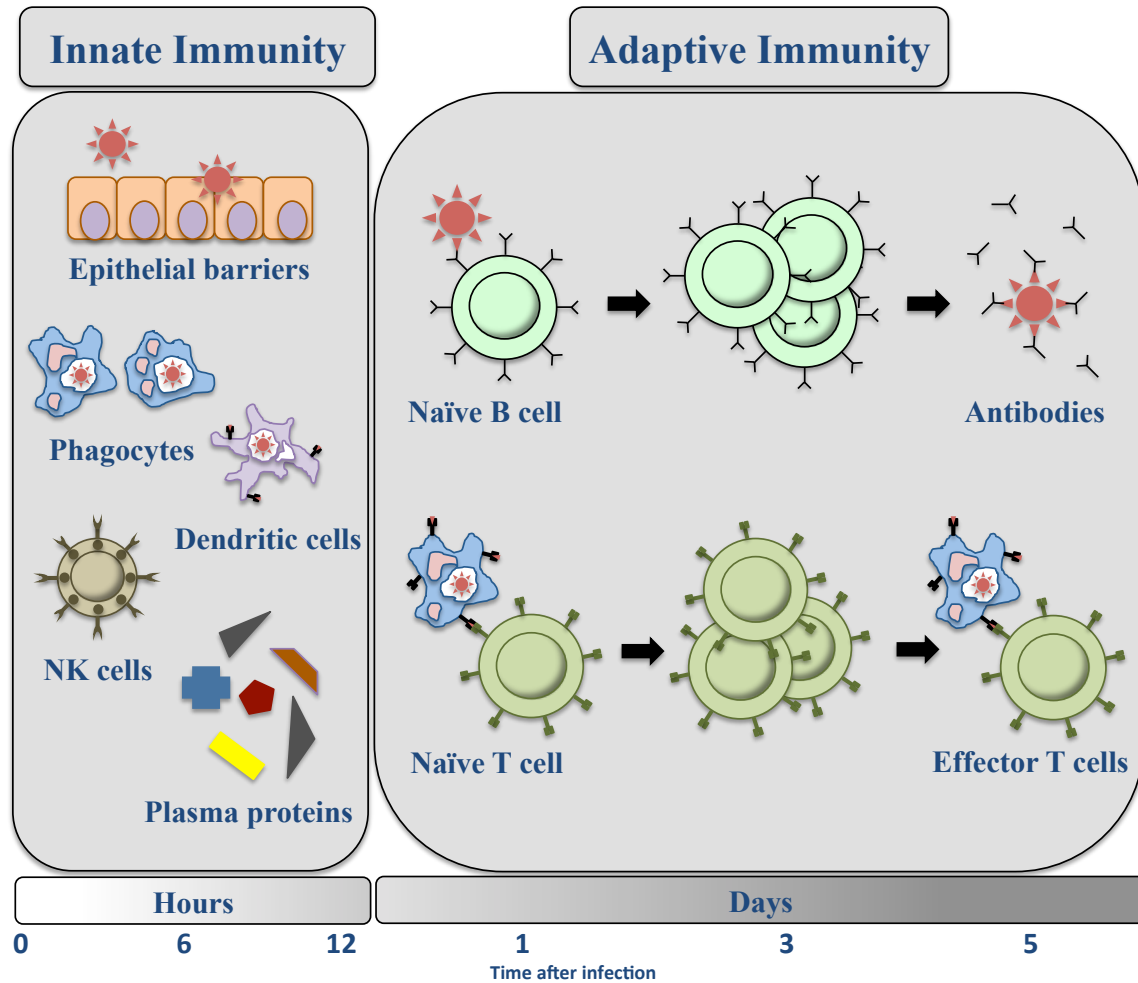 Innate Immunity
Adaptive Immunity
Epithelial barriers
Phagocytes
Dendritic cells
NK cells
Plasma proteins
Naïve B cell
Antibodies
Naïve T cell
Effector T cells
Hours
Days
0 6 12 1 3 5
Time after infection